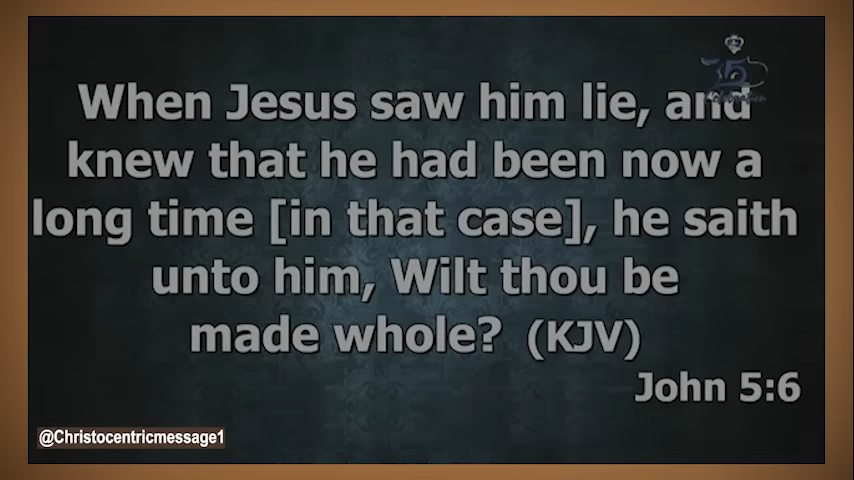 When Jesus saw him lie, and
knew that he had been now a
long time [in that case], he saith
unto him, Wilt thou be
made whole? (KJV)
John 5:6
@Christocentricmessage1